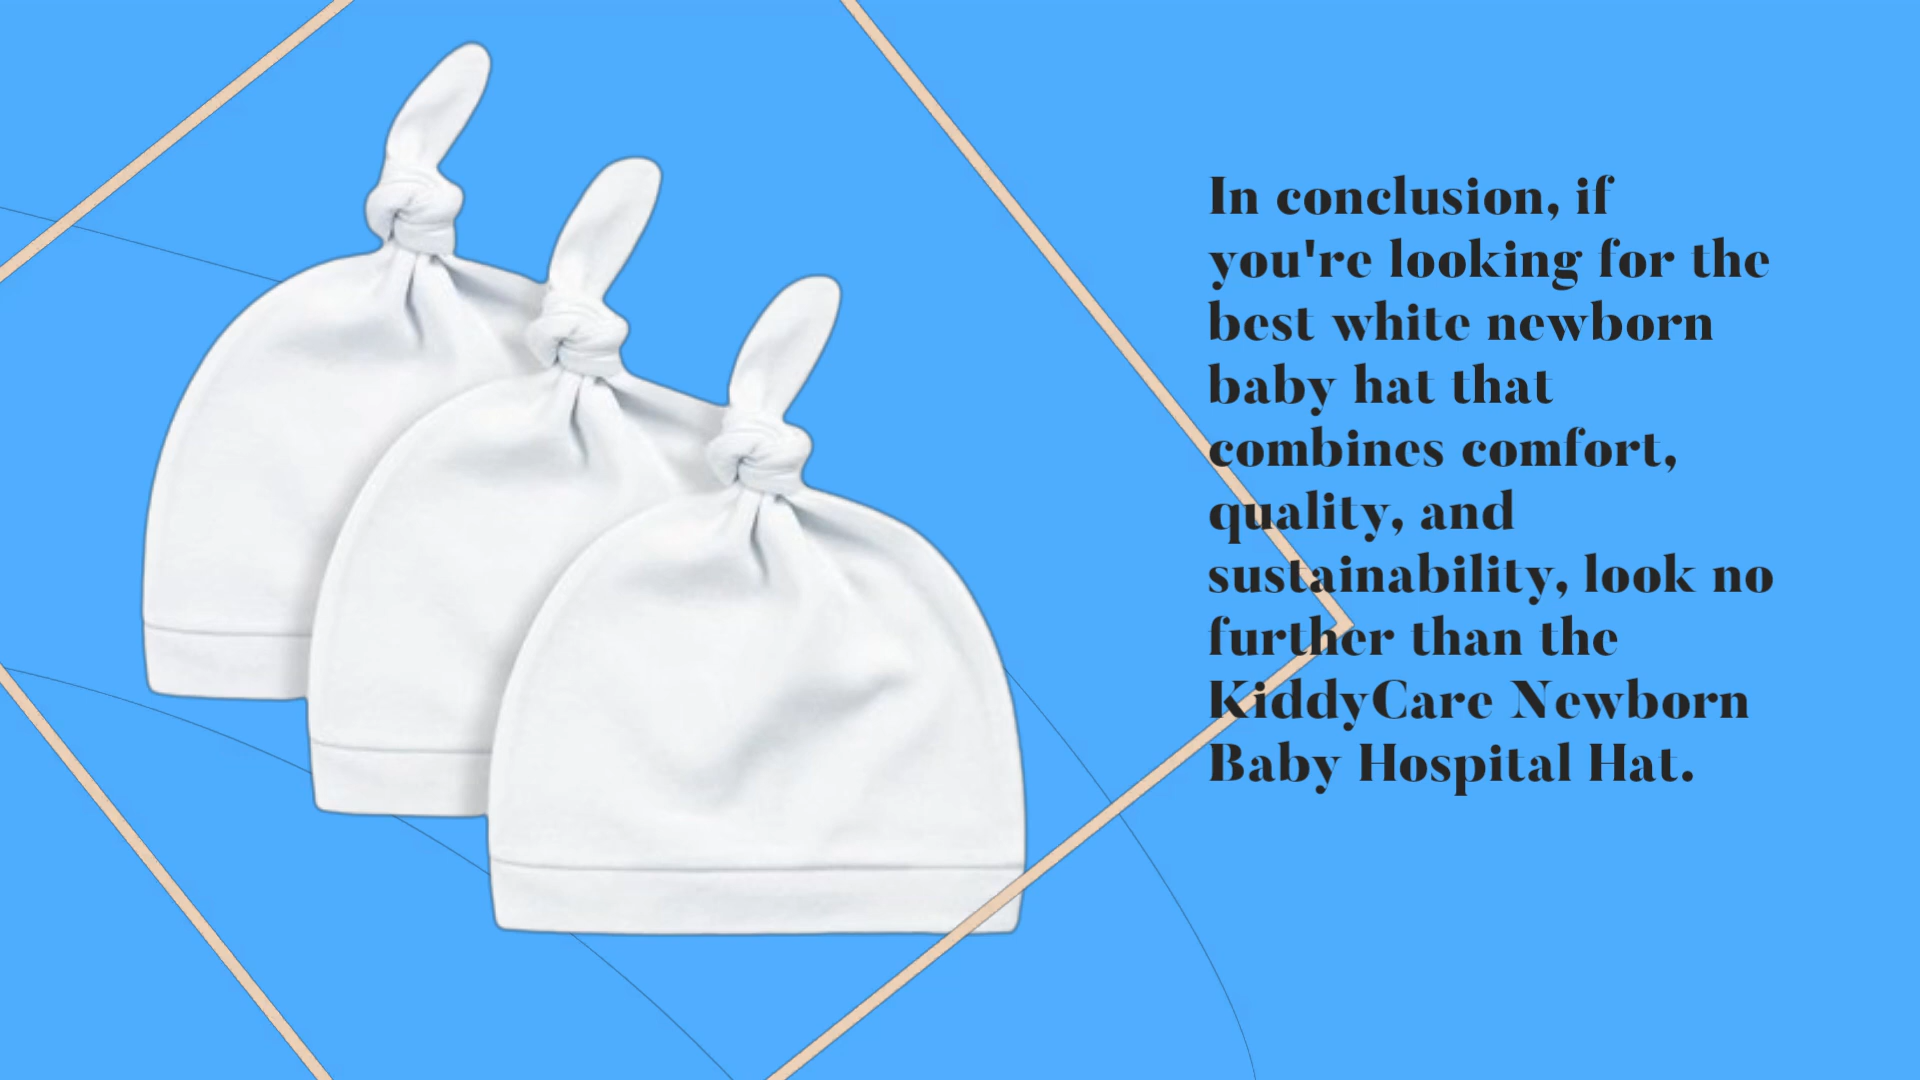 In conclusion, if
you're looking for the
best white newborn
baby hat that
combines comfort,
quality, and
sustainability, look no
further than the
KiddyCare Newborn
Baby Hospital Hat.